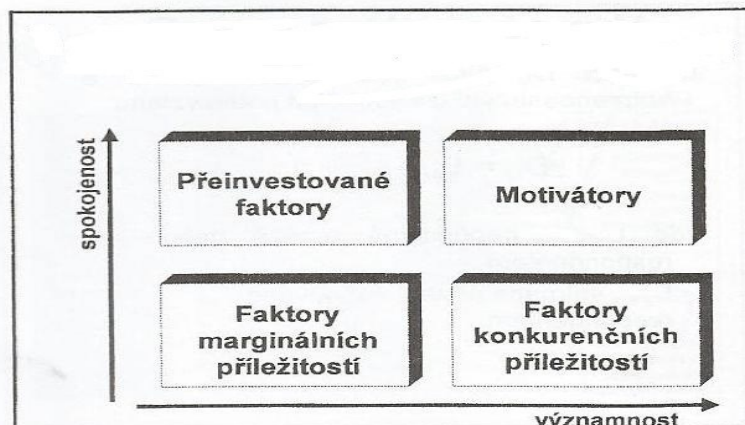 spokojenost
Přeinvestované
faktory
Motivátory
Faktory
marginálních
příležitostí
Faktory
konkurenčních
příležitostí
významnost